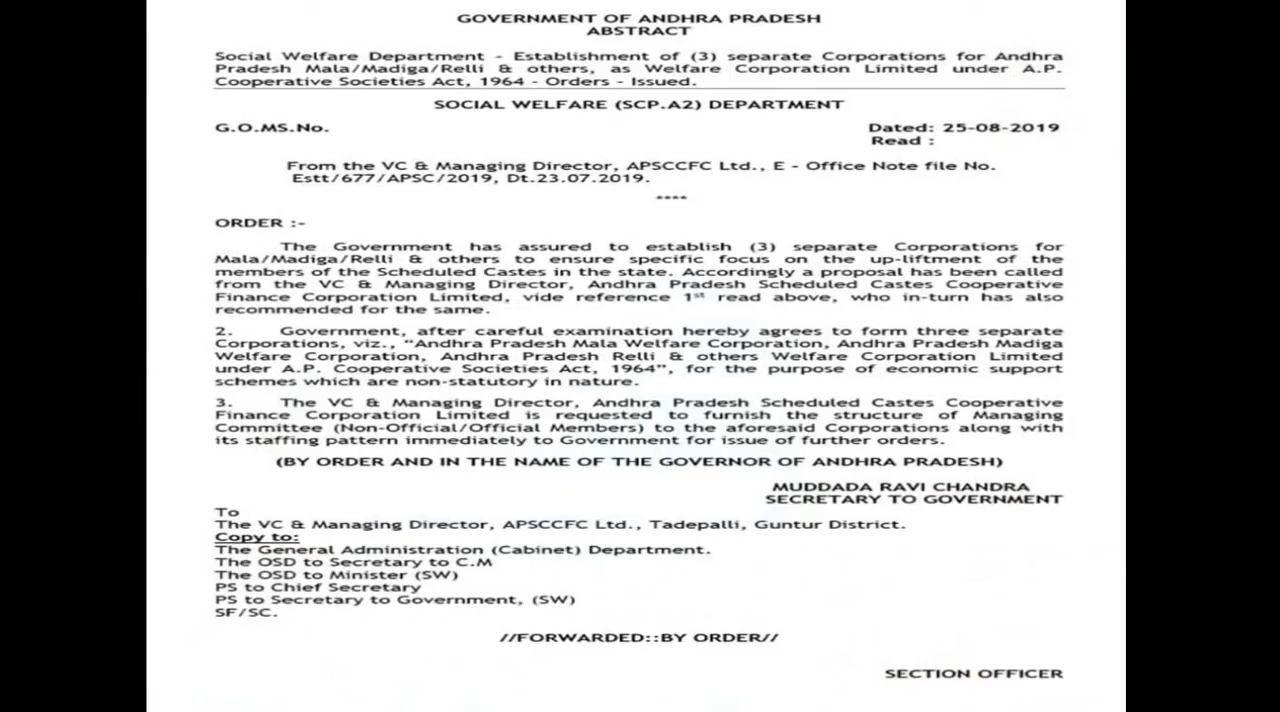 GOVERNMENT OF ANDHRA PRADESH
ABSTRACT
Social Welfare Department - Establishment of (3) separate Corporations for Andhra
Pradesh Mala/Madiga/Relli & others, as Welfare Corporation Limited under A.P.
Cooperative Societies Act, 1964 - Orders - Issued.
SOCIAL WELFARE (SCP.A2) DEPARTMENT
G.O.MS.No.
Dated: 25-08-2019
Read :
From the VC & Managing Director, APSCCFC Ltd., E - Office Note file No.
Estt/677/APSC/2019, Dt.23.07.2019.
****
ORDER :-
The Government has assured to establish (3) separate Corporations for
Mala/Madiga/Relli & others to ensure specific focus on the up-liftment of the
members of the Scheduled Castes in the state. Accordingly a proposal has been called
from the VC & Managing Director, Andhra Pradesh Scheduled Castes Cooperative
Finance Corporation Limited, vide reference 1st read above, who in-turn has also
recommended for the same.
2. Government, after careful examination hereby agrees to form three separate
Corporations, viz., “Andhra Pradesh Mala Welfare Corporation, Andhra Pradesh Madiga
Welfare Corporation, Andhra Pradesh Relli & others Welfare Corporation Limited
under A.P. Cooperative Societies Act, 1964”, for the purpose of economic support
schemes which are non-statutory in nature.
3. The VC & Managing Director, Andhra Pradesh Scheduled Castes Cooperative
Finance Corporation Limited is requested to furnish the structure of Managing
Committee (Non-Official/Official Members) to the aforesaid Corporations along with
its staffing pattern immediately to Government for issue of further orders.
(BY ORDER AND IN THE NAME OF THE GOVERNOR OF ANDHRA PRADESH)
MUDDADA RAVI CHANDRA
SECRETARY TO GOVERNMENT
To
The VC & Managing Director, APSCCFC Ltd., Tadepalli, Guntur District.
Copy to:
The General Administration (Cabinet) Department.
The OSD to Secretary to C.M
The OSD to Minister (SW)
PS to Chief Secretary
PS to Secretary to Government, (SW)
SF/SC.
//FORWARDED::BY ORDER//
SECTION OFFICER